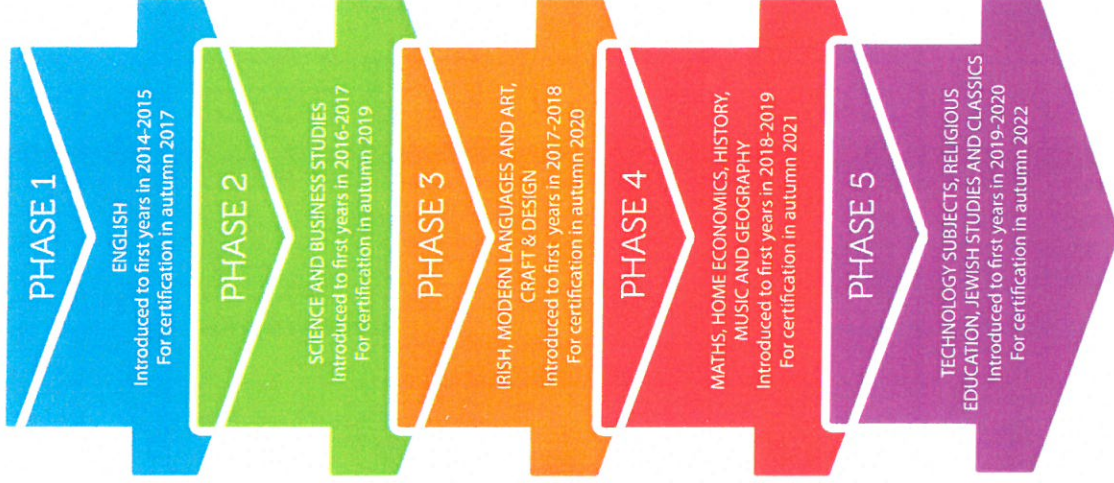 PHASE 1
ENGLISH
Introduced to first years in 2014-2015
For certification in autumn 2017
PHASE 2
SCIENCE AND BUSINESS STUDIES
Introduced to first years in 2016-2017
For certification in autumn 2019
PHASE 3
IRISH, MODERN LANGUAGES AND ART,
CRAFT & DESIGN
Introduced to first years in 2017-2018
For certification in autumn 2020
PHASE 4
MATHS, HOME ECONOMICS, HISTORY,
MUSIC AND GEOGRAPHY
Introduced to first years in 2018-2019
For certification in autumn 2021
PHASE 5
TECHNOLOGY SUBJECTS, RELIGIOUS
EDUCATION, JEWISH STUDIES AND CLASSICS
Introduced to first years in 2019-2020
For certification in autumn 2022